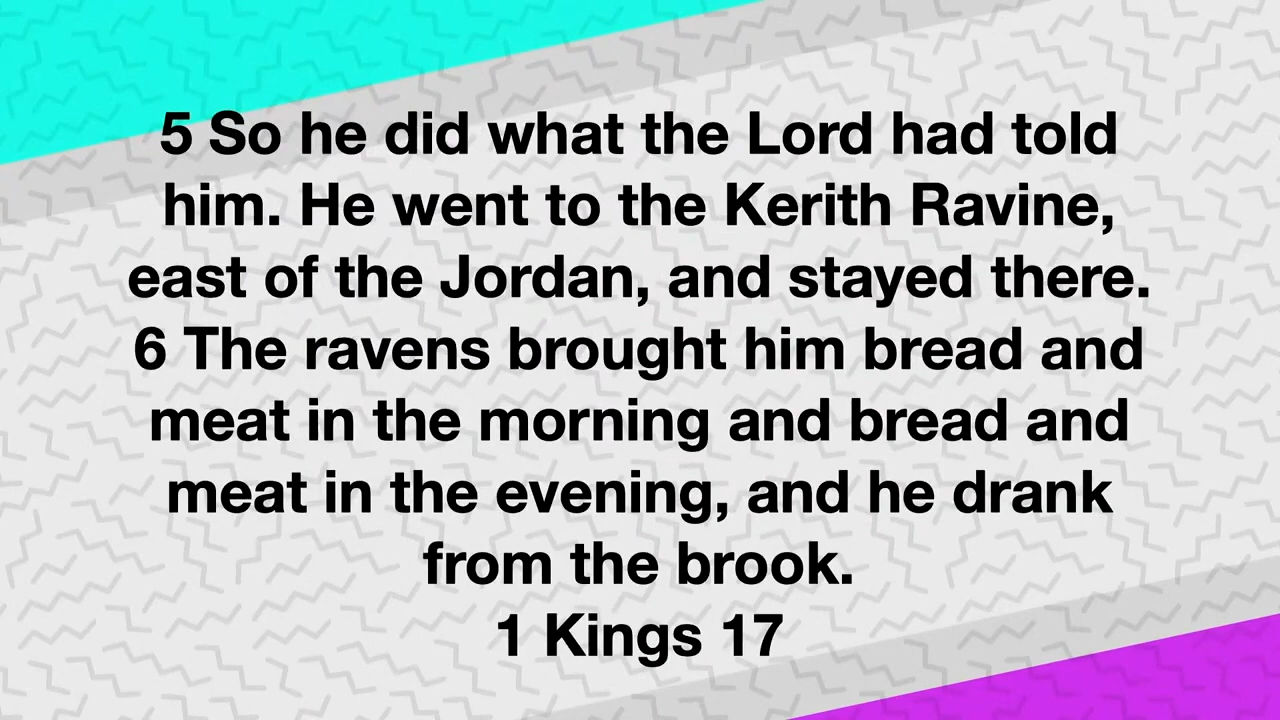 5 So he did what the Lord had told
him. He went to the Kerith Ravine,
east of the Jordan, and stayed there.
6 The ravens brought him bread and
meat in the morning and bread and
meat in the evening, and he drank
from the brook.
1 Kings 17